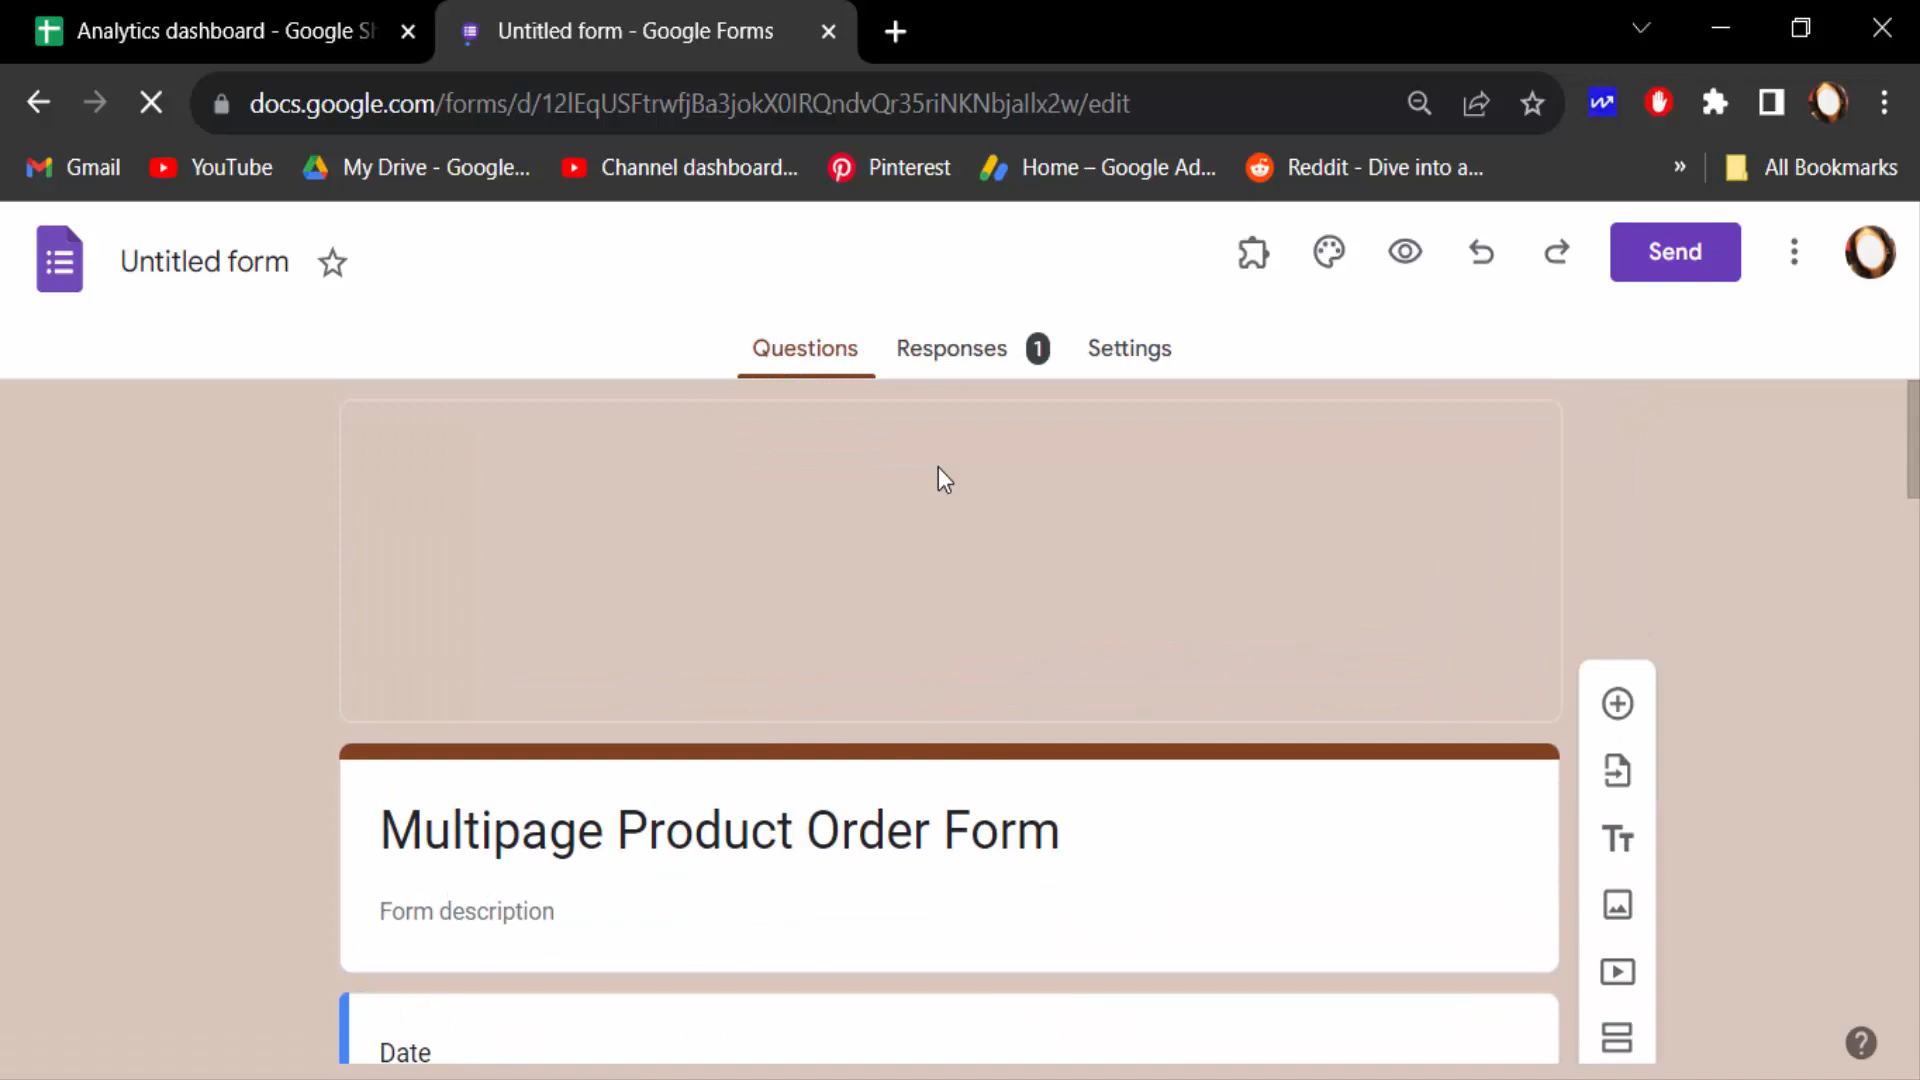 Analytics dashboard - Google Sh
Untitled form - Google Forms
docs.google.com/forms/d/12lEqUSFtrwfjBa3jokX0IRQndvQr35riNKNbjaIlx2w/edit
Gmail
YouTube
My Drive - Google...
Channel dashboard...
Pinterest
Home – Google Ad...
Reddit - Dive into a...
»
All Bookmarks
Untitled form
Send
Questions
Responses 1
Settings
Multipage Product Order Form
Form description
Date